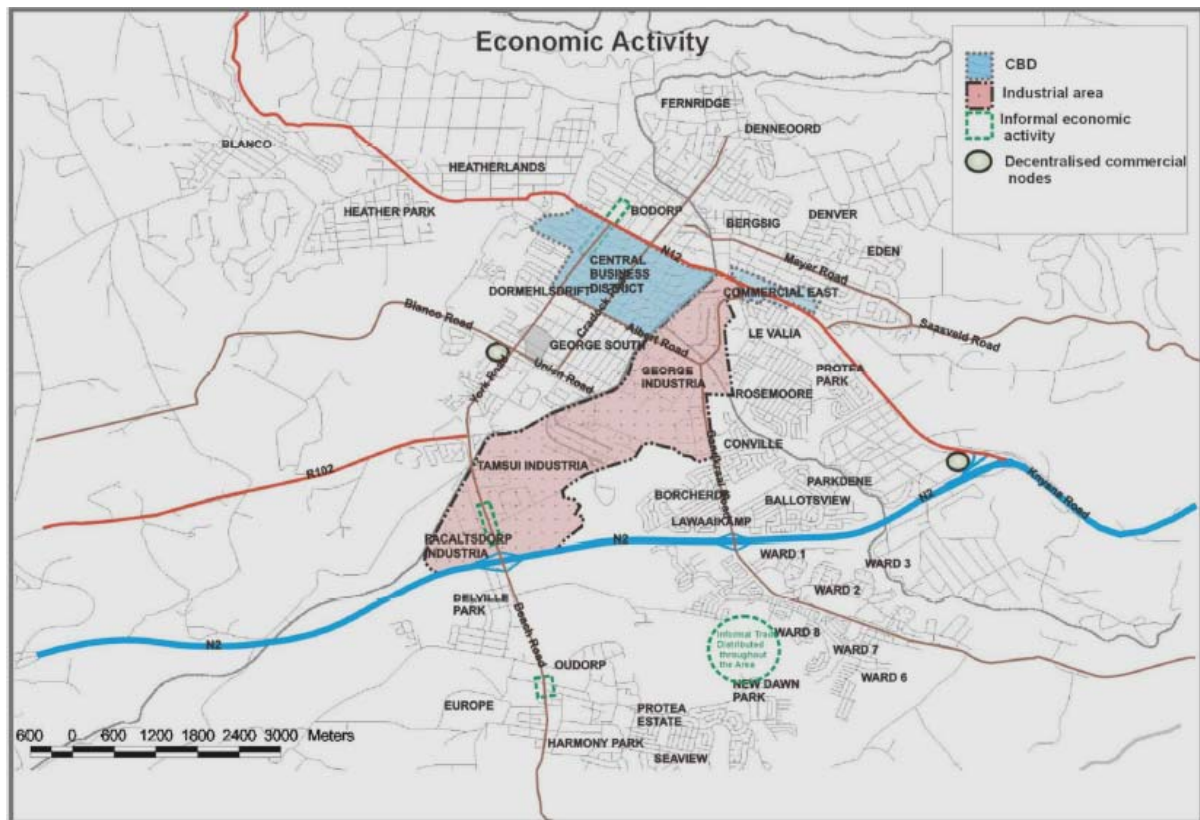 Economic Activity
CBD
Industrial area
Informal economic
activity
Decentralised commercial
nodes
FERNRIDGE
DENNEOORD
BLANCO
HEATHERLANDS
HEATHER PARK
BODORP
BERGSIG
DENVER
EDEN
N12
Meyer Road
CENTRAL
BUSINESS
DISTRICT
DORMEHLSDRIFT
COMMERCIAL EAST
Blanco Road
Cradock
Albert Road
Saasveld Road
LE VALIA
GEORGE SOUTH
Union Road
York Road
GEORGE
INDUSTRIA
PROTEA
PARK
ROSEMOORE
R102
TAMSUI INDUSTRIA
CONVILLE
PARKDENE
BORCHERDS
BALLOTSVIEW
N2
Knysna Road
LAWAAIKAMP
PACALTSDORP
INDUSTRIA
N2
WARD 1
WARD 3
WARD 2
DELVILLE
PARK
Beach Road
N2
Informal Trade
Distributed
throughout
the Area
WARD 8
WARD 7
WARD 6
OUDORP
NEW DAWN
PARK
EUROPE
PROTEA
ESTATE
HARMONY PARK
SEAVIEW
600 0 600 1200 1800 2400 3000 Meters